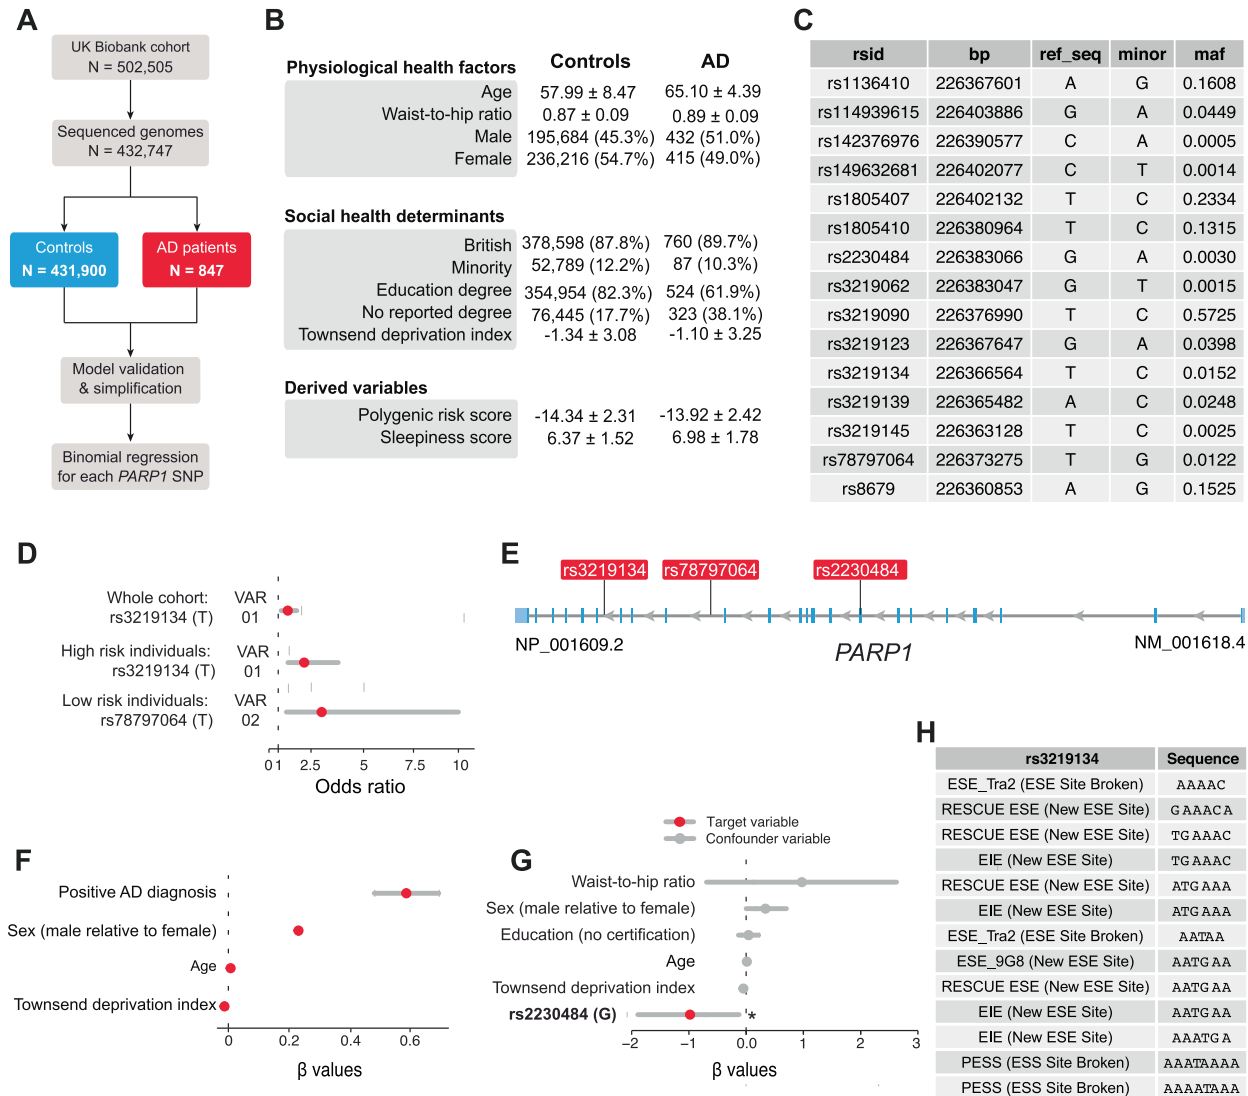 A
UK Biobank cohort
N = 502,505
Sequenced genomes
N = 432,747
Controls
N = 431,900
AD patients
N = 847
Model validation
& simplification
Binomial regression
for each PARP1 SNP
B
Controls AD
Physiological health factors
Age 57.99 ± 8.47 65.10 ± 4.39
Waist-to-hip ratio 0.87 ± 0.09 0.89 ± 0.09
Male 195,684 (45.3%) 432 (51.0%)
Female 236,216 (54.7%) 415 (49.0%)
Social health determinants
British 378,598 (87.8%) 760 (89.7%)
Minority 52,789 (12.2%) 87 (10.3%)
Education degree 354,954 (82.3%) 524 (61.9%)
No reported degree 76,445 (17.7%) 323 (38.1%)
Townsend deprivation index -1.34 ± 3.08 -1.10 ± 3.25
Derived variables
Polygenic risk score -14.34 ± 2.31 -13.92 ± 2.42
Sleepiness score 6.37 ± 1.52 6.98 ± 1.78
C
rsid bp ref_seq minor maf
rs1136410 226367601 A G 0.1608
rs114939615 226403886 G A 0.0449
rs142376976 226390577 C A 0.0005
rs149632681 226402077 C T 0.0014
rs1805407 226402132 T C 0.2334
rs1805410 226380964 T C 0.1315
rs2230484 226383066 G A 0.0030
rs3219062 226383047 G T 0.0015
rs3219090 226376990 T C 0.5725
rs3219123 226367647 G A 0.0398
rs3219134 226366564 T C 0.0152
rs3219139 226365482 A C 0.0248
rs3219145 226363128 T C 0.0025
rs78797064 226373275 T G 0.0122
rs8679 226360853 A G 0.1525
D
Whole cohort: VAR
rs3219134 (T) 01
High risk individuals: VAR
rs3219134 (T) 01
Low risk individuals: VAR
rs78797064 (T) 02
0 1 2.5 5 7.5 10
Odds ratio
E
rs3219134 rs78797064 rs2230484
NP_001609.2 PARP1 NM_001618.4
F
Positive AD diagnosis
Sex (male relative to female)
Age
Townsend deprivation index
0 0.2 0.4 0.6
β values
G
Target variable
Confounder variable
Waist-to-hip ratio
Sex (male relative to female)
Education (no certification)
Age
Townsend deprivation index
rs2230484 (G) *
−2 −1 0.0 1 2 3
β values
H
rs3219134 Sequence
ESE_Tra2 (ESE Site Broken) AAAAC
RESCUE ESE (New ESE Site) GAAACA
RESCUE ESE (New ESE Site) TGAAAC
EIE (New ESE Site) TGAAAC
RESCUE ESE (New ESE Site) ATGAAA
EIE (New ESE Site) ATGAAA
ESE_Tra2 (ESE Site Broken) AATAA
ESE_9G8 (New ESE Site) AATGAA
RESCUE ESE (New ESE Site) AATGAA
EIE (New ESE Site) AATGAA
EIE (New ESE Site) AAATGA
PESS (ESS Site Broken) AAATAAAA
PESS (ESS Site Broken) AAAATAAA